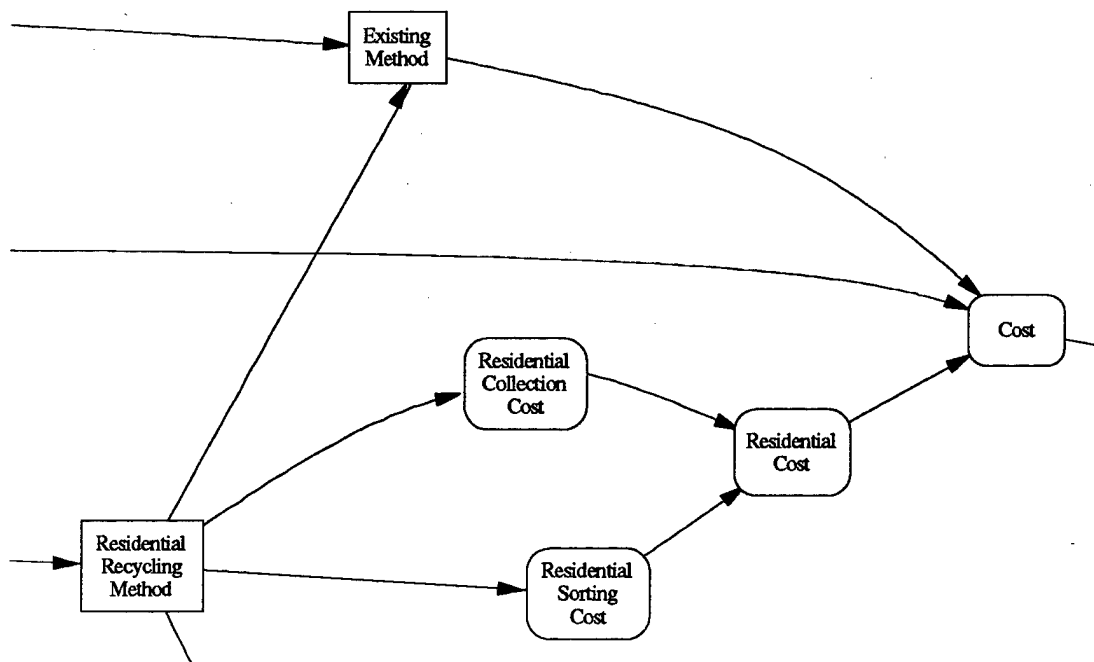 Existing
Method
Cost
Residential
Collection
Cost
Residential
Cost
Residential
Recycling
Method
Residential
Sorting
Cost